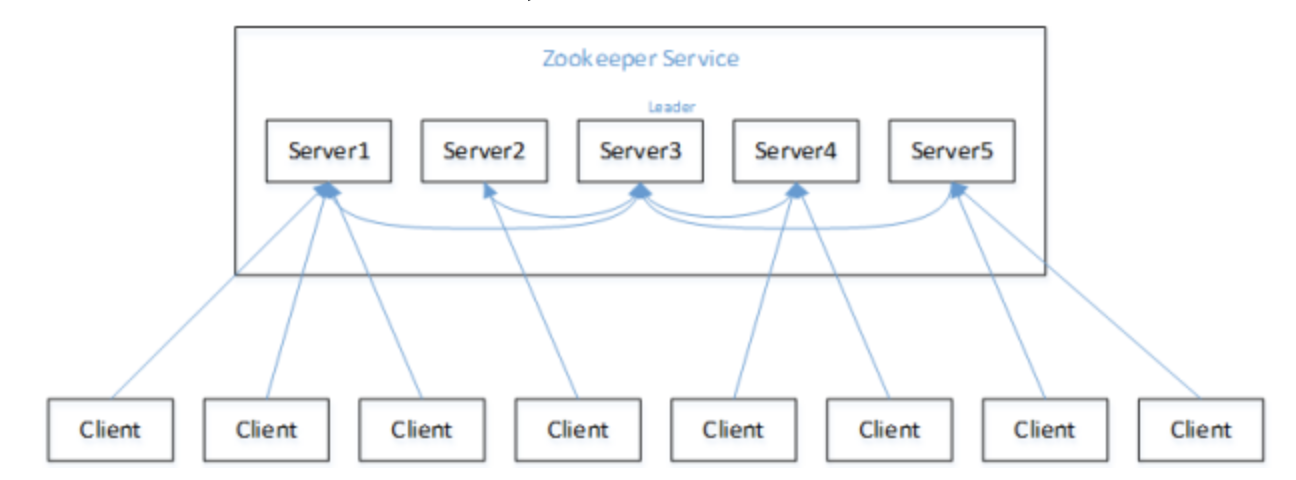 Zookeeper Service
Leader
Server1 Server2 Server3 Server4 Server5
Client Client Client Client Client Client Client Client